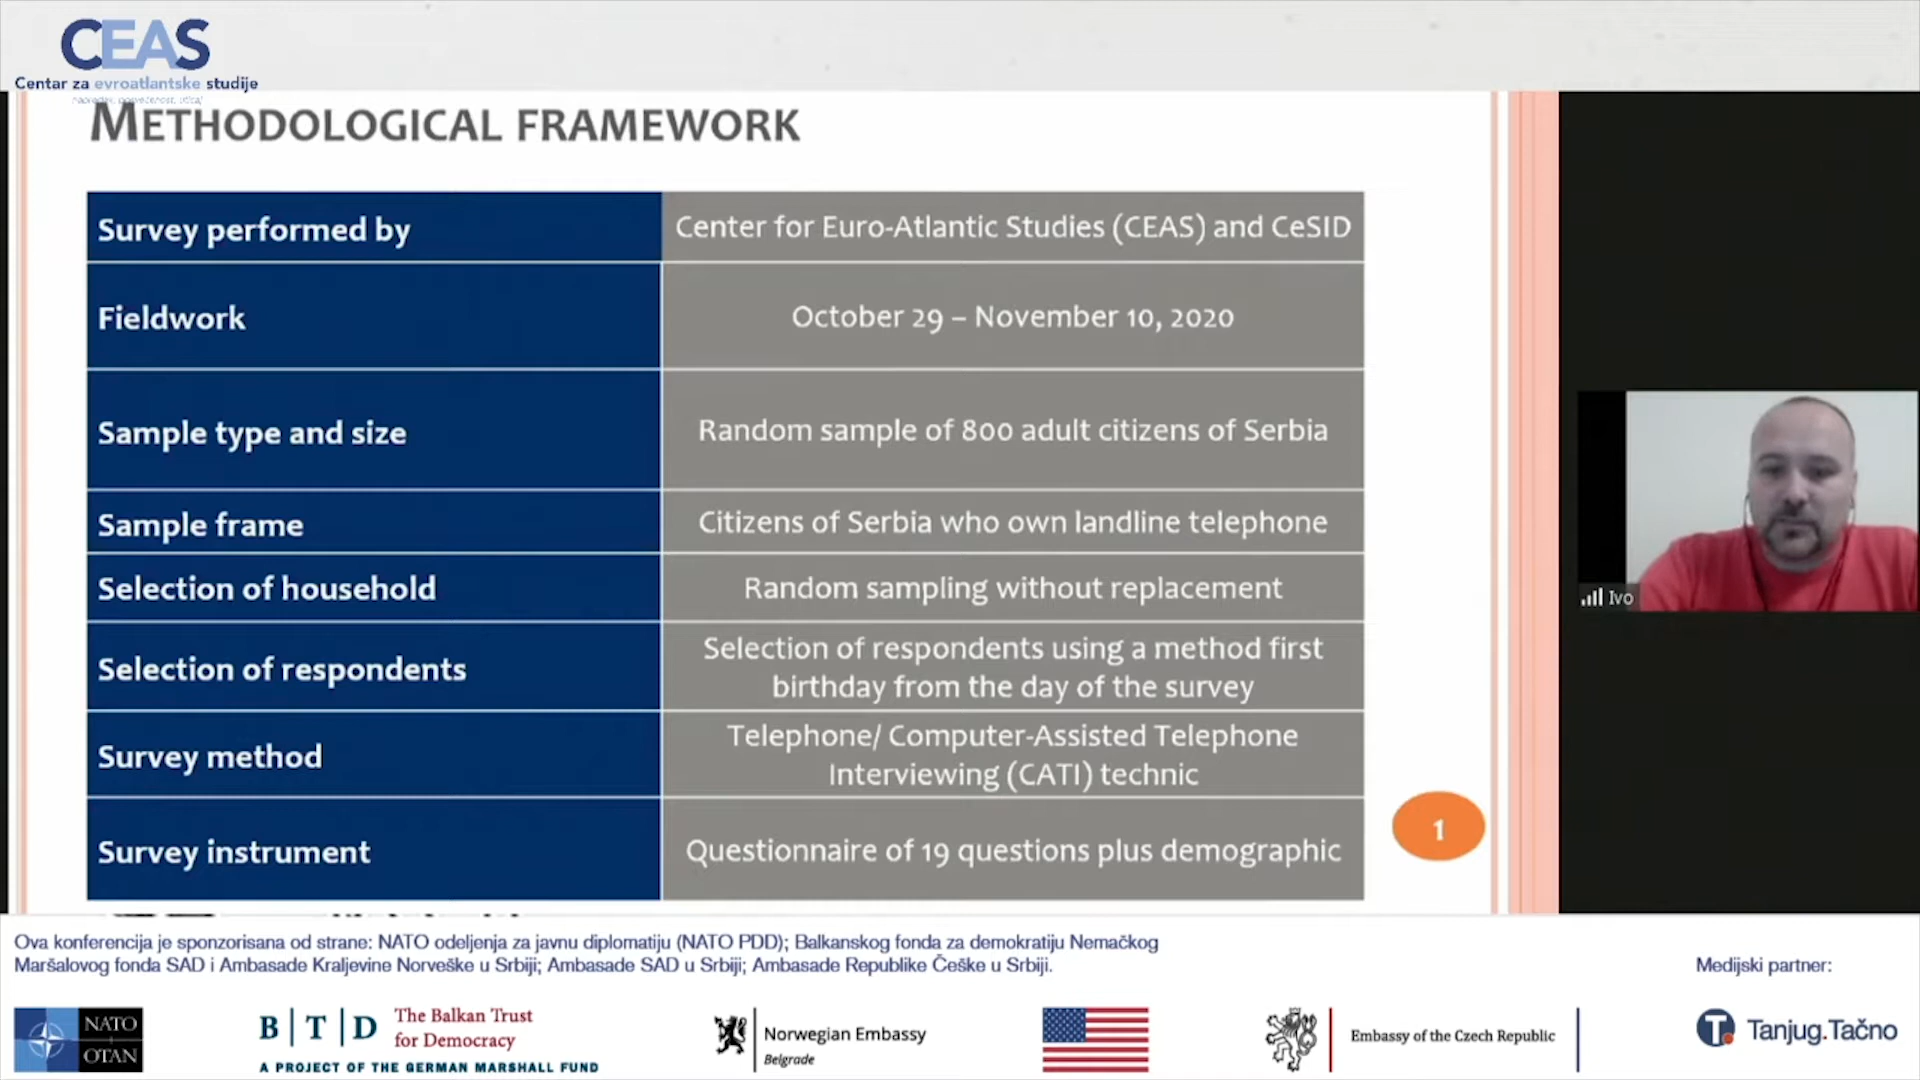 CEAS
Centar za evroatlantske studije
METHODOLOGICAL FRAMEWORK
Survey performed by
Center for Euro-Atlantic Studies (CEAS) and CeSID
Fieldwork
October 29 – November 10, 2020
Sample type and size
Random sample of 800 adult citizens of Serbia
Sample frame
Citizens of Serbia who own landline telephone
Selection of household
Random sampling without replacement
Selection of respondents
Selection of respondents using a method first
birthday from the day of the survey
Survey method
Telephone/ Computer-Assisted Telephone
Interviewing (CATI) technic
Survey instrument
Questionnaire of 19 questions plus demographic
1
Ivo
Ova konferencija je sponzorisana od strane: NATO odeljenja za javnu diplomatiju (NATO PDD); Balkanskog fonda za demokratiju Nemačkog
Maršalovog fonda SAD i Ambasade Kraljevine Norveške u Srbiji; Ambasade SAD u Srbiji; Ambasade Republike Češke u Srbiji.
Medijski partner:
NATO
OTAN
B|T|D
The Balkan Trust
for Democracy
A PROJECT OF THE GERMAN MARSHALL FUND
Norwegian Embassy
Belgrade
Embassy of the Czech Republic
T.
Tanjug.Tačno